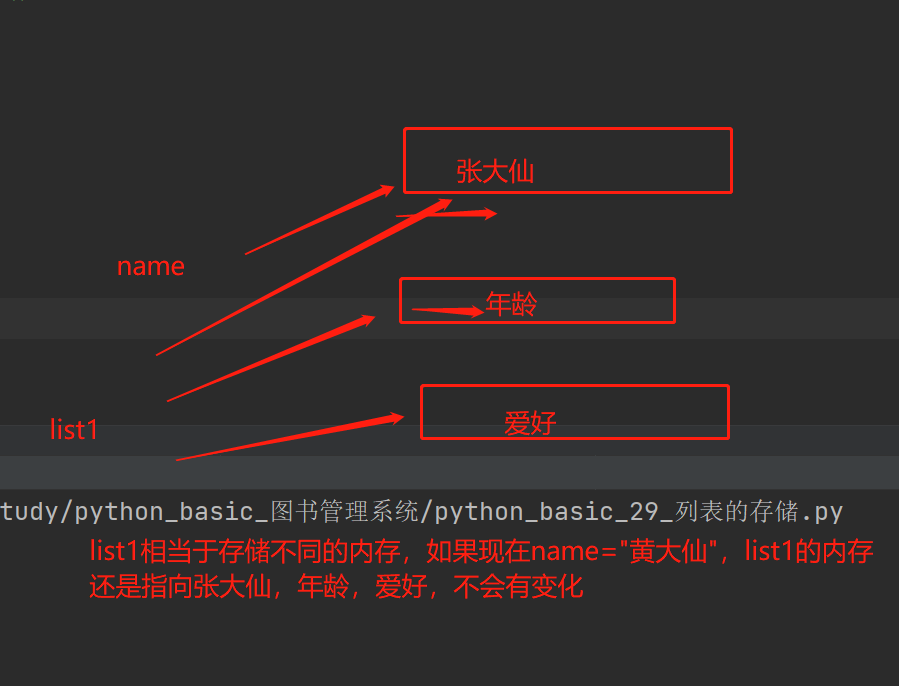 张大仙
name
年龄
爱好
list1
tudy/python_basic_图书管理系统/python_basic_29_列表的存储.py
list1相当于存储不同的内存，如果现在name="黄大仙"，list1的内存
还是指向张大仙，年龄，爱好，不会有变化